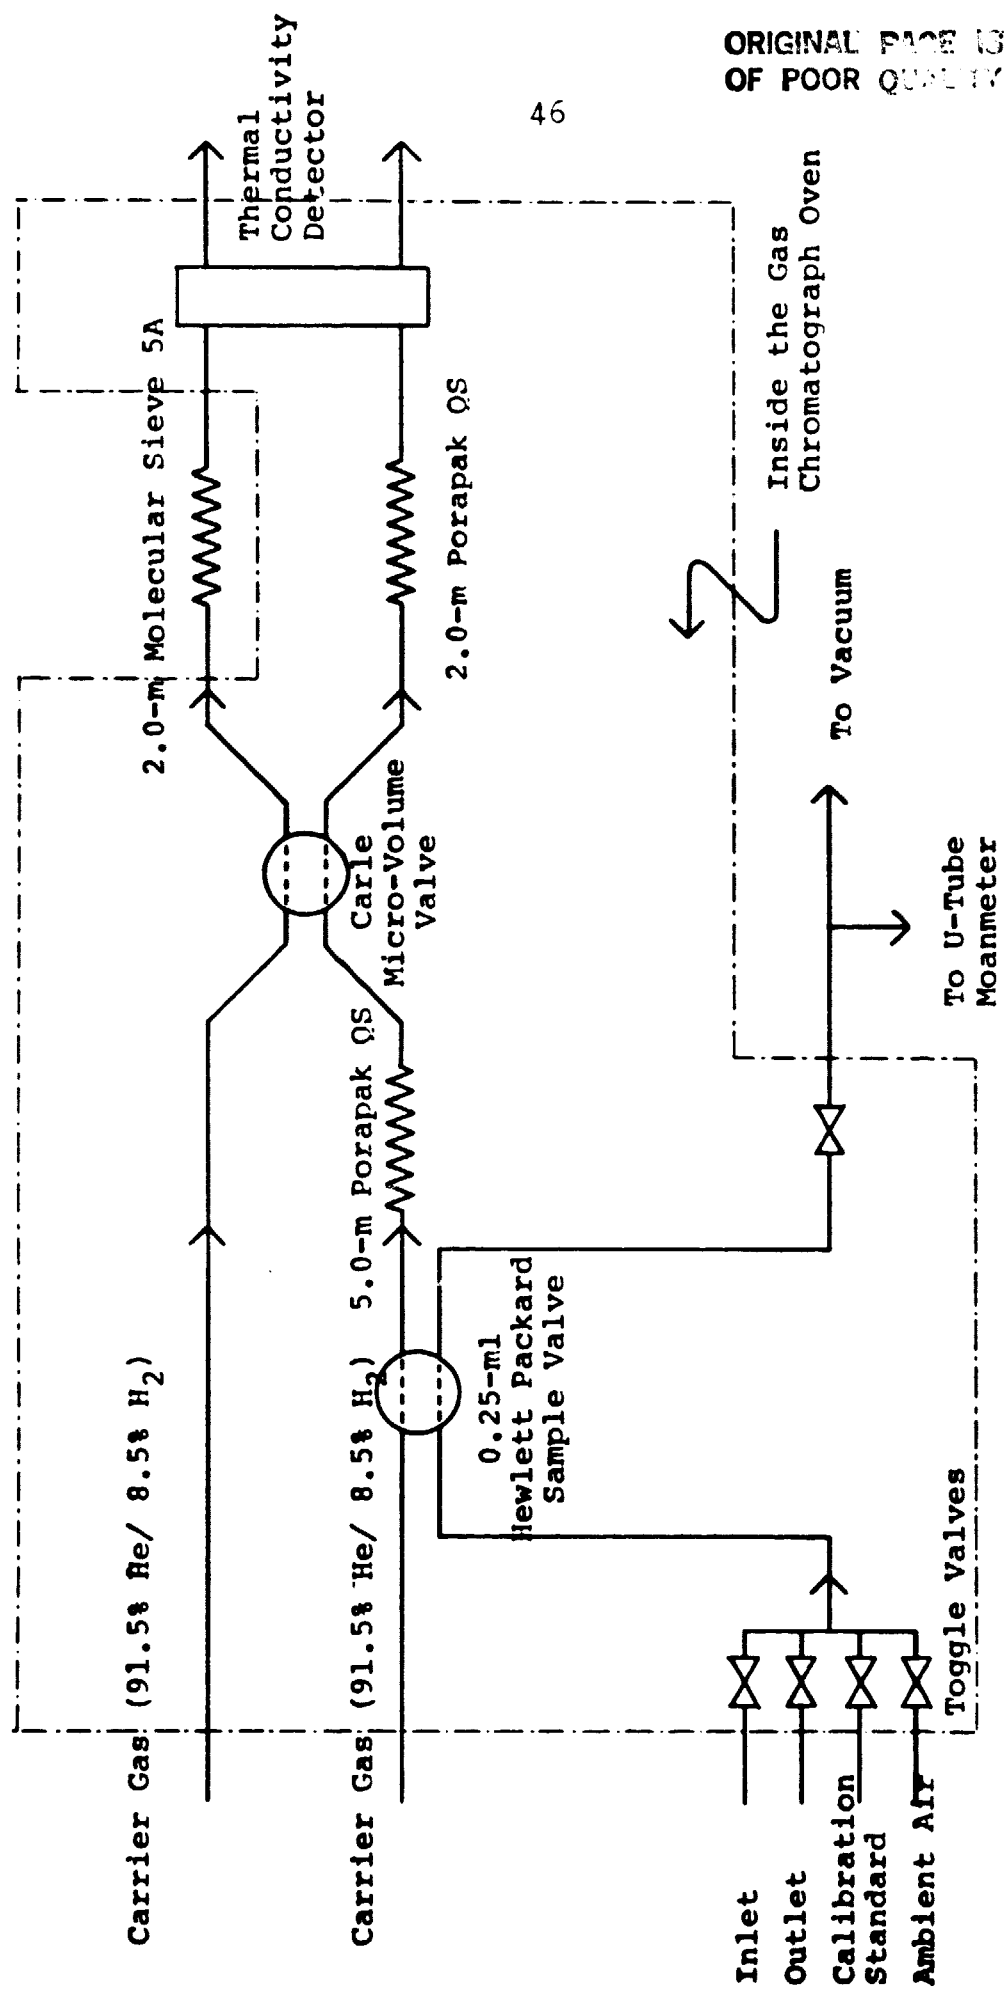 ORIGINAL PAGE IS
OF POOR QUALITY
46
Carrier Gas (91.5% He/ 8.5% H2)
2.0-m Molecular Sieve 5A
Thermal
Conductivity
Detector
Carrier Gas (91.5% He/ 8.5% H2)
5.0-m Porapak QS
Carle
Micro-Volume
Valve
2.0-m Porapak QS
0.25-ml
Hewlett Packard
Sample Valve
Inside the Gas
Chromatograph Oven
Inlet
Outlet
Calibration
Standard
Ambient Air
Toggle Valves
To Vacuum
To U-Tube
Moanmeter